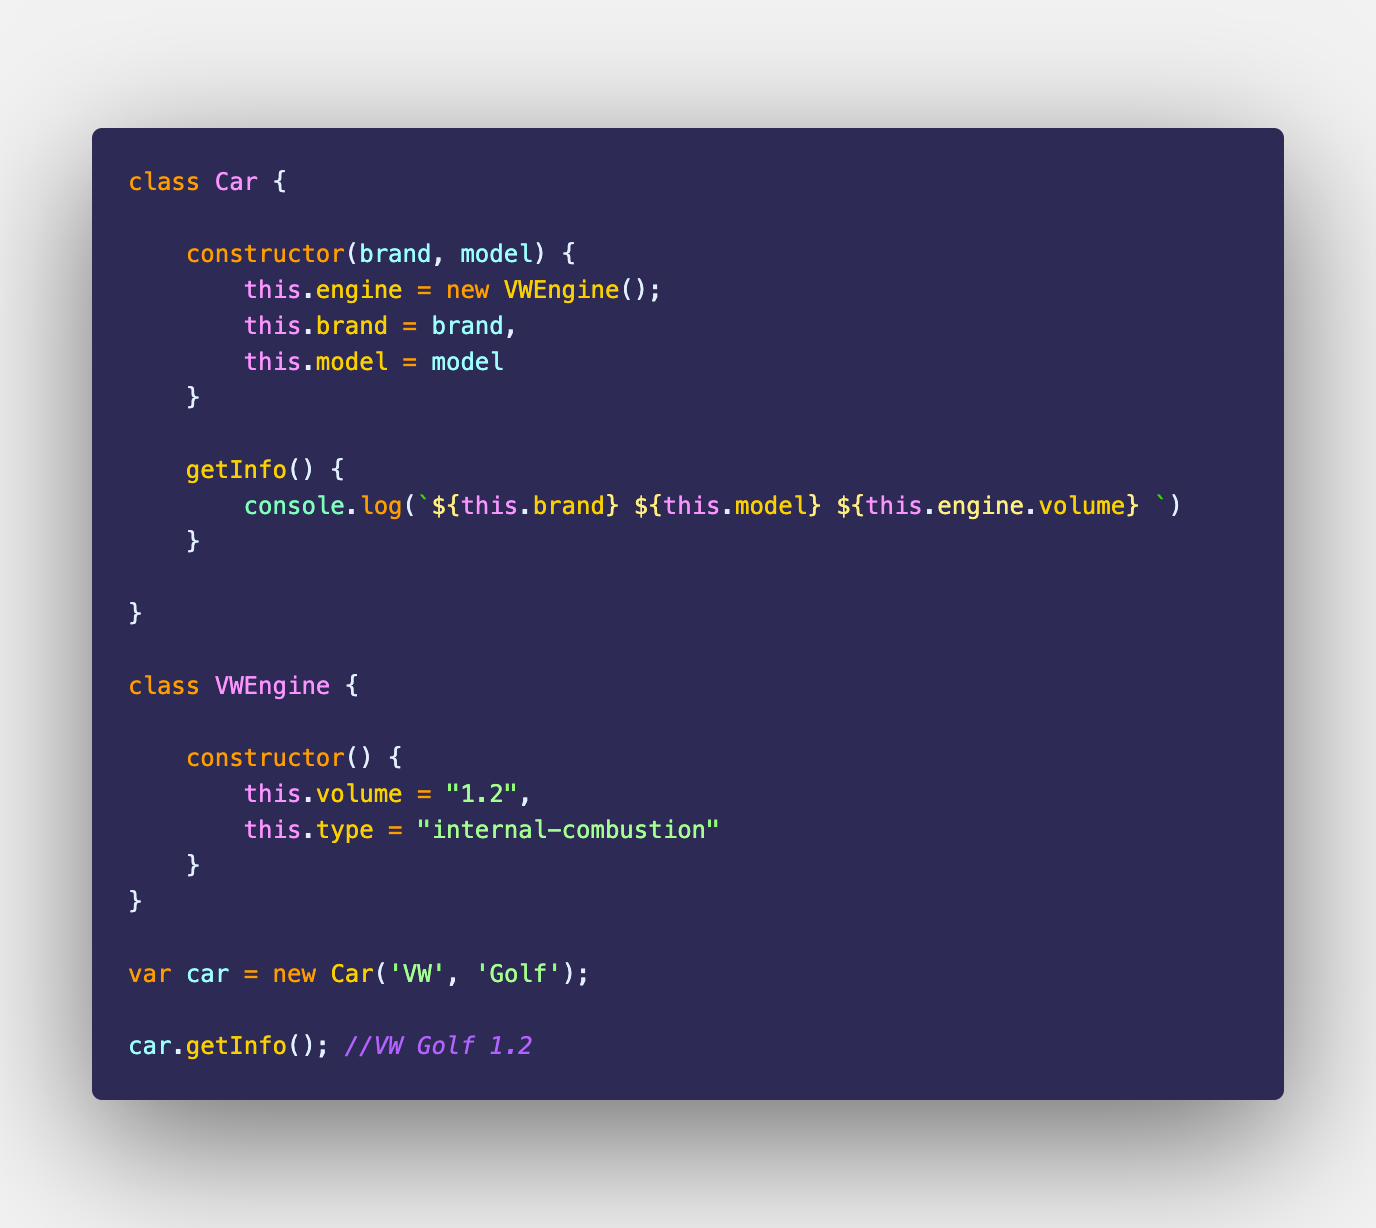 class Car {
constructor(brand, model) {
this.engine = new VWEngine();
this.brand = brand,
this.model = model
}
getInfo() {
console.log(`${this.brand} ${this.model} ${this.engine.volume} `)
}
}
class VWEngine {
constructor() {
this.volume = "1.2",
this.type = "internal-combustion"
}
}
var car = new Car('VW', 'Golf');
car.getInfo(); //VW Golf 1.2